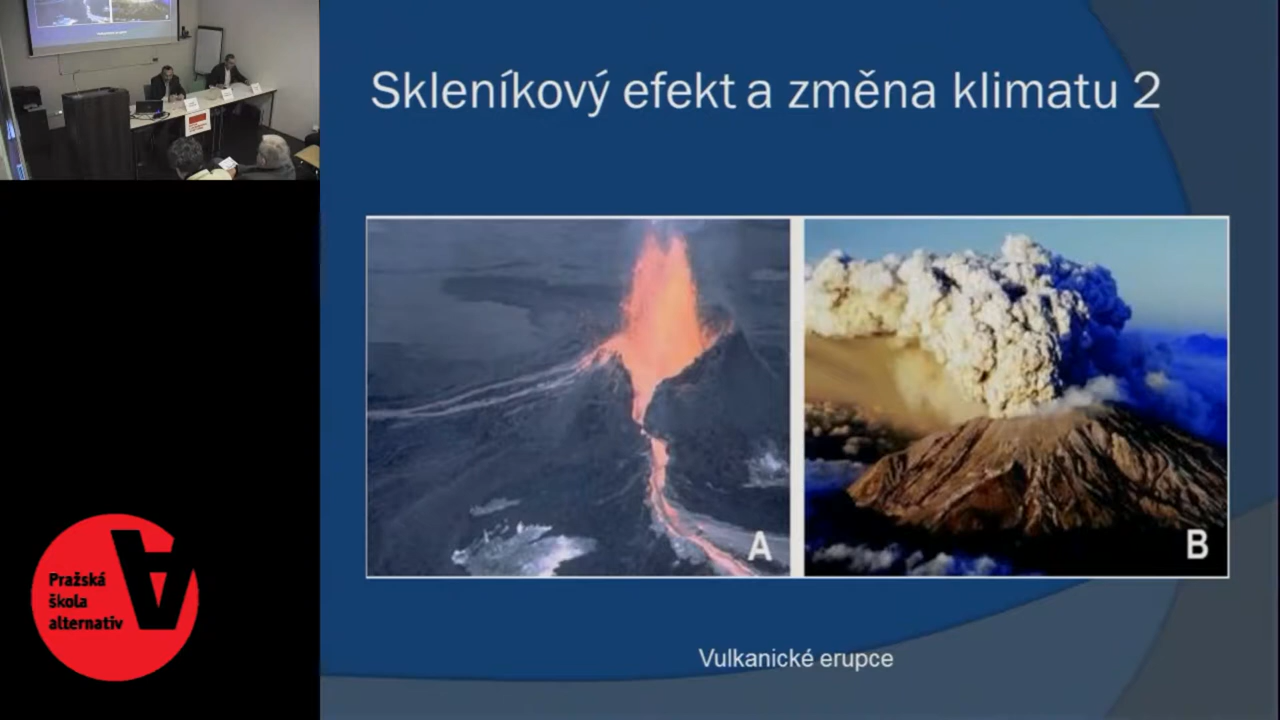 Skleníkový efekt a změna klimatu 2
A
B
Vulkanické erupce
Pražská
škola
alternativ